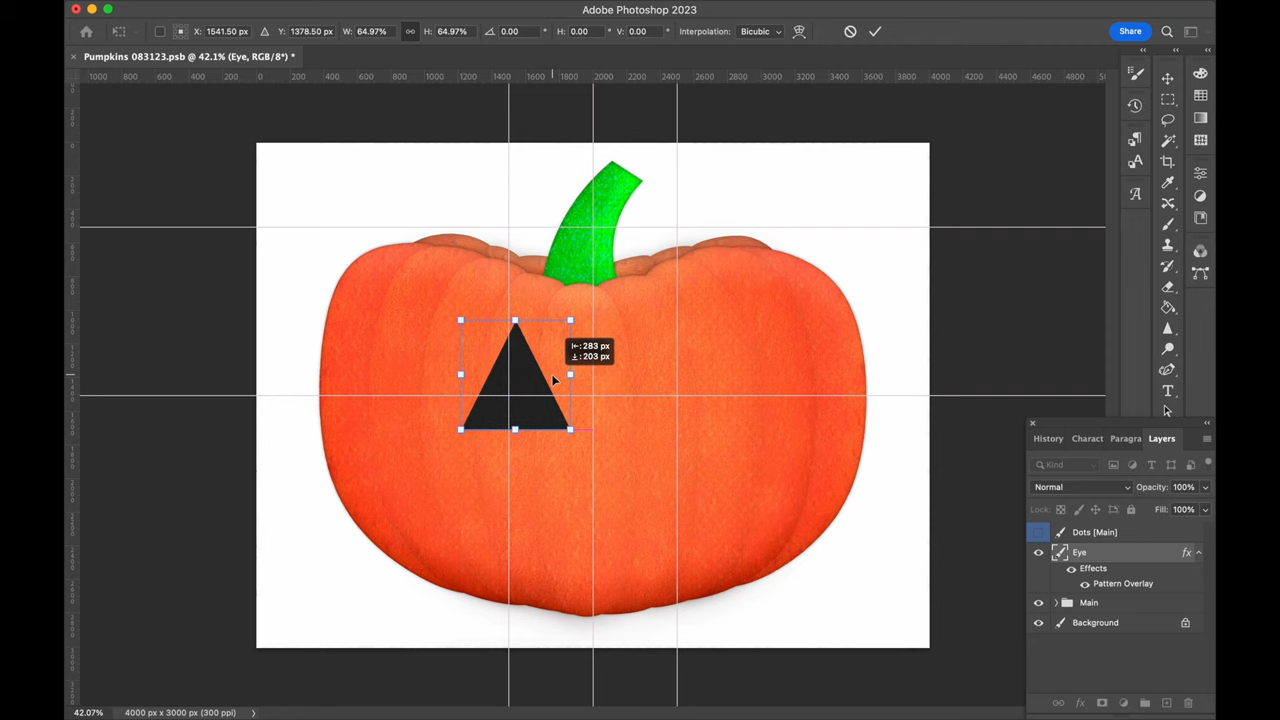 Adobe Photoshop 2023
X: 1541.50 px Y: 1378.50 px W: 64.97% H: 64.97% 0.00 ° H: 0.00 ° V: 0.00 ° Interpolation: Bicubic Share
Pumpkins 083123.psb @ 42.1% (Eye, RGB/8*) *
1000 800 600 400 200 0 200 400 600 800 1000 1200 1400 1600 1800 2000 2200 2400 2600 2800 3000 3200 3400 3600 3800 4000 4200 4400 4600 4800
283 px
203 px
History Charact Paragra Layers
Kind
Normal Opacity: 100%
Lock: Fill: 100%
Dots [Main]
Eye fx
Effects
Pattern Overlay
Main
Background
fx
42.07% 4000 px x 3000 px (300 ppi)